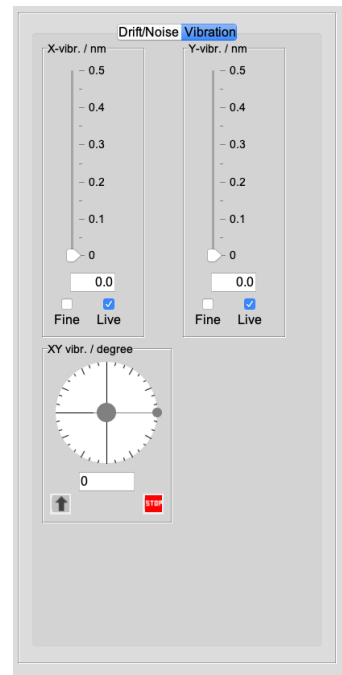 Drift/Noise Vibration
X-vibr. / nm Y-vibr. / nm
0.5 0.5
0.4 0.4
0.3 0.3
0.2 0.2
0.1 0.1
0 0
0.0 0.0
Fine Live Fine Live
XY vibr. / degree
0
STOP